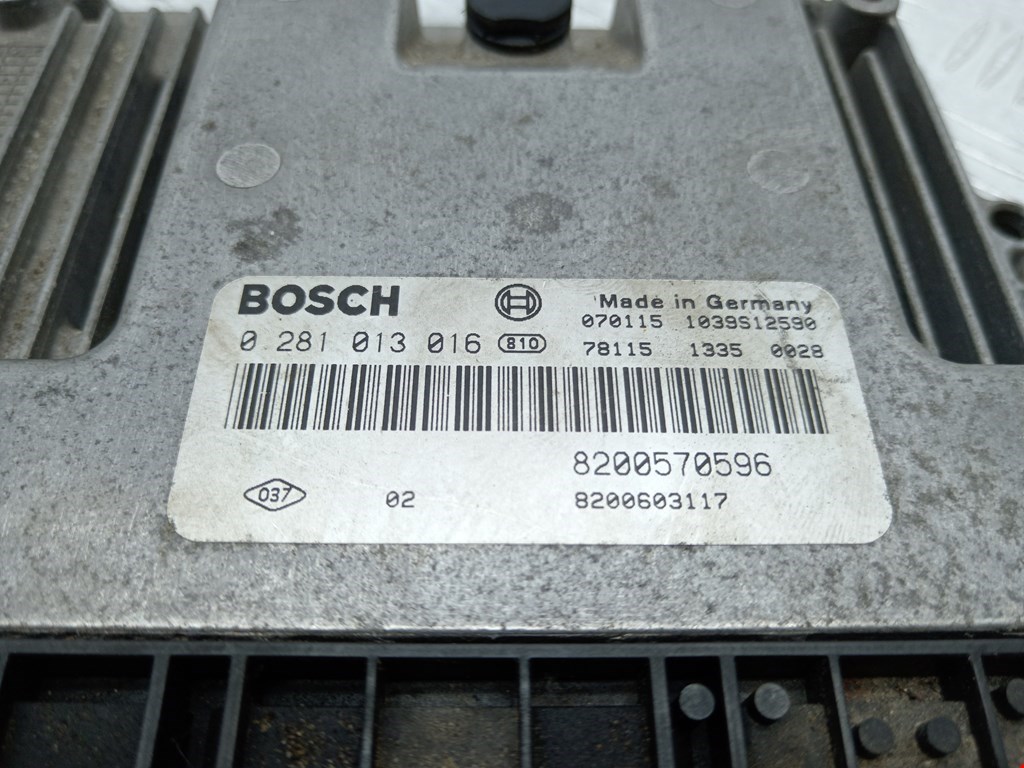 BOSCH
Made in Germany
070115 1039S12590
0 281 013 016 810
78115 1335 0028
8200570596
037 02 8200603117